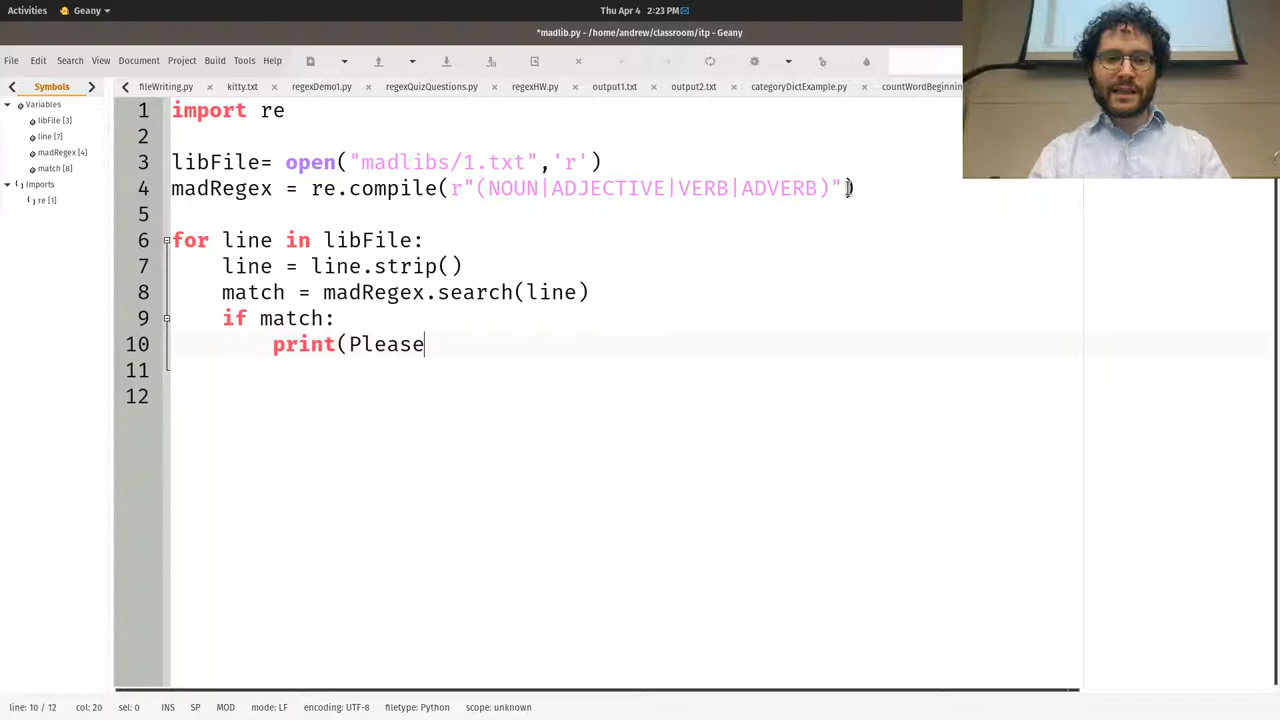 Activities Geany Thu Apr 4 2:23 PM
*madlib.py - /home/andrew/classroom/itp - Geany
File Edit Search View Document Project Build Tools Help
Symbols fileWriting.py kitty.txt regexDemo1.py regexQuizQuestions.py regexHW.py output1.txt output2.txt categoryDictExample.py countWordBeginnin
Variables
libFile [3]
line [7]
madRegex [4]
match [8]
Imports
re [1]
1 import re
2
3 libFile= open("madlibs/1.txt",'r')
4 madRegex = re.compile(r"(NOUN|ADJECTIVE|VERB|ADVERB)")
5
6 for line in libFile:
7 line = line.strip()
8 match = madRegex.search(line)
9 if match:
10 print(Please
11
12
line: 10 / 12 col: 20 sel: 0 INS SP MOD mode: LF encoding: UTF-8 filetype: Python scope: unknown